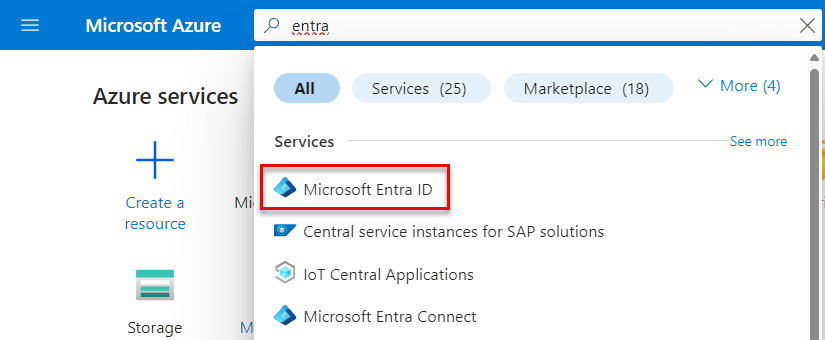 Microsoft Azure
entra
All
Services (25)
Marketplace (18)
More (4)
Azure services
Services
See more
Create a
resource
Mi
Microsoft Entra ID
Central service instances for SAP solutions
IoT Central Applications
Storage
M
Microsoft Entra Connect